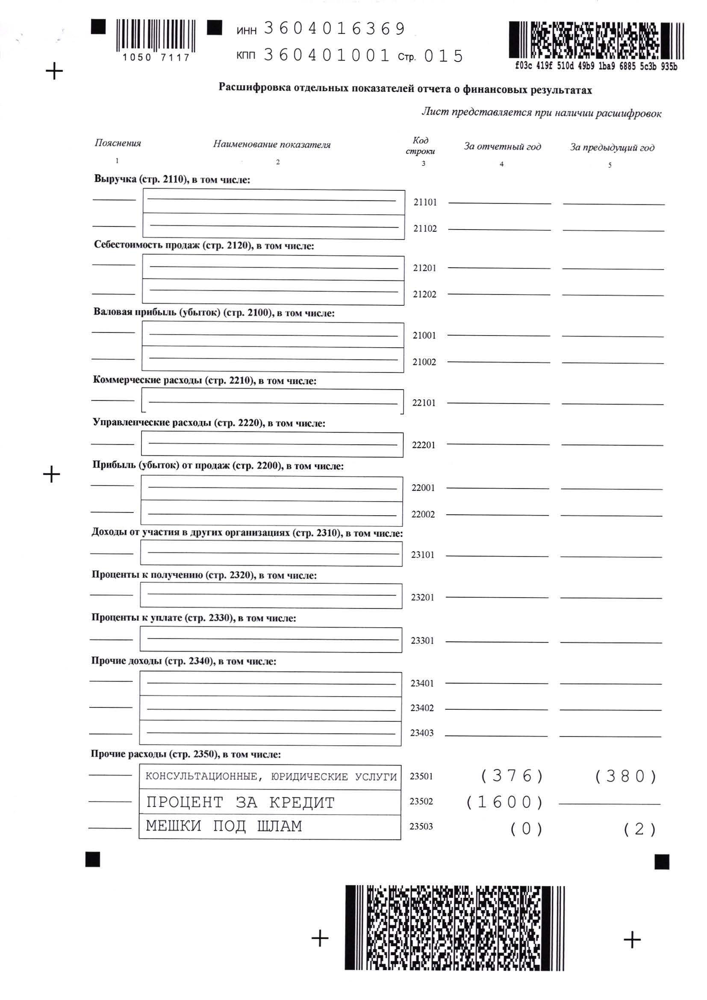 ИНН 3604016369
1050 7117
КПП 360401001 Стр. 015
f03c 419f 510d 49b9 1ba9 6885 5c3b 935b
Расшифровка отдельных показателей отчета о финансовых результатах
Лист представляется при наличии расшифровок
Пояснения Наименование показателя Код строки За отчетный год За предыдущий год
1 2 3 4 5
Выручка (стр. 2110), в том числе:
21101
21102
Себестоимость продаж (стр. 2120), в том числе:
21201
21202
Валовая прибыль (убыток) (стр. 2100), в том числе:
21001
21002
Коммерческие расходы (стр. 2210), в том числе:
22101
Управленческие расходы (стр. 2220), в том числе:
22201
Прибыль (убыток) от продаж (стр. 2200), в том числе:
22001
22002
Доходы от участия в других организациях (стр. 2310), в том числе:
23101
Проценты к получению (стр. 2320), в том числе:
23201
Проценты к уплате (стр. 2330), в том числе:
23301
Прочие доходы (стр. 2340), в том числе:
23401
23402
23403
Прочие расходы (стр. 2350), в том числе:
КОНСУЛЬТАЦИОННЫЕ, ЮРИДИЧЕСКИЕ УСЛУГИ 23501 (376) (380)
ПРОЦЕНТ ЗА КРЕДИТ 23502 (1600)
МЕШКИ ПОД ШЛАМ 23503 (0) (2)